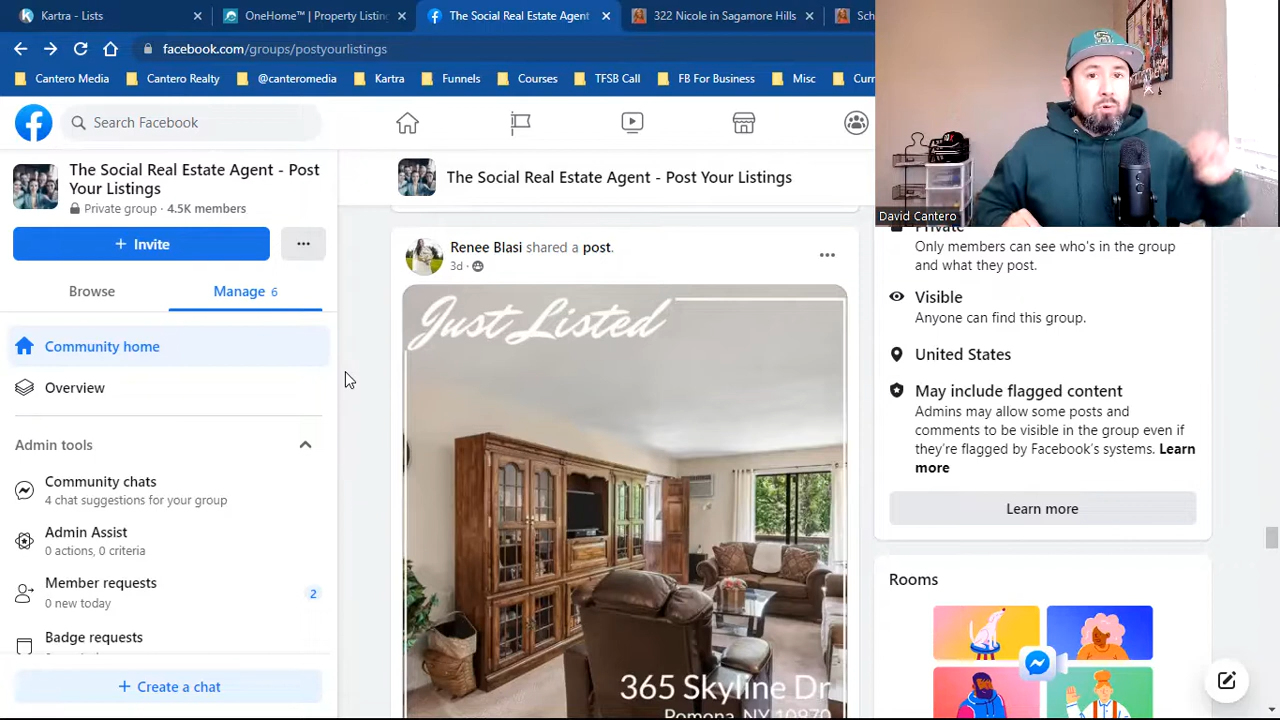 Kartra - Lists
OneHome™ | Property Listin
The Social Real Estate Agent
322 Nicole in Sagamore Hills
Sch
facebook.com/groups/postyourlistings
Cantero Media
Cantero Realty
@canteromedia
Kartra
Funnels
Courses
TFSB Call
FB For Business
Misc
Curr
David Cantero
Search Facebook
The Social Real Estate Agent - Post
Your Listings
Private group · 4.5K members
+ Invite
Browse
Manage 6
Community home
Overview
Admin tools
Community chats
4 chat suggestions for your group
Admin Assist
0 actions, 0 criteria
Member requests
0 new today
2
Badge requests
+ Create a chat
The Social Real Estate Agent - Post Your Listings
Renee Blasi shared a post.
3d
Just Listed
365 Skyline Dr
Pomona, NY 10970
Private
Only members can see who's in the group
and what they post.
Visible
Anyone can find this group.
United States
May include flagged content
Admins may allow some posts and
comments to be visible in the group even if
they're flagged by Facebook's systems. Learn
more
Learn more
Rooms